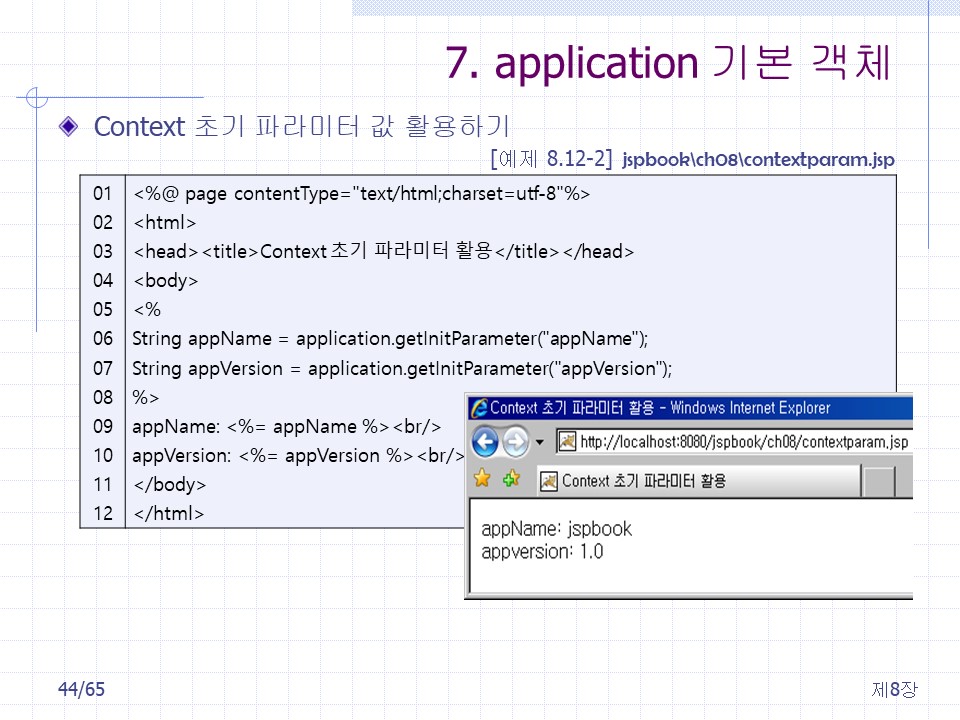 7. application 기본 객체
Context 초기 파라미터 값 활용하기
[예제 8.12-2] jspbook\ch08\contextparam.jsp
01 <%@ page contentType="text/html;charset=utf-8"%>
02 <html>
03 <head><title>Context 초기 파라미터 활용</title></head>
04 <body>
05 <%
06 String appName = application.getInitParameter("appName");
07 String appVersion = application.getInitParameter("appVersion");
08 %>
09 appName: <%= appName %><br/>
10 appVersion: <%= appVersion %><br/>
11 </body>
12 </html>
Context 초기 파라미터 활용 - Windows Internet Explorer
http://localhost:8080/jspbook/ch08/contextparam.jsp
Context 초기 파라미터 활용
appName: jspbook
appversion: 1.0
44/65
제8장